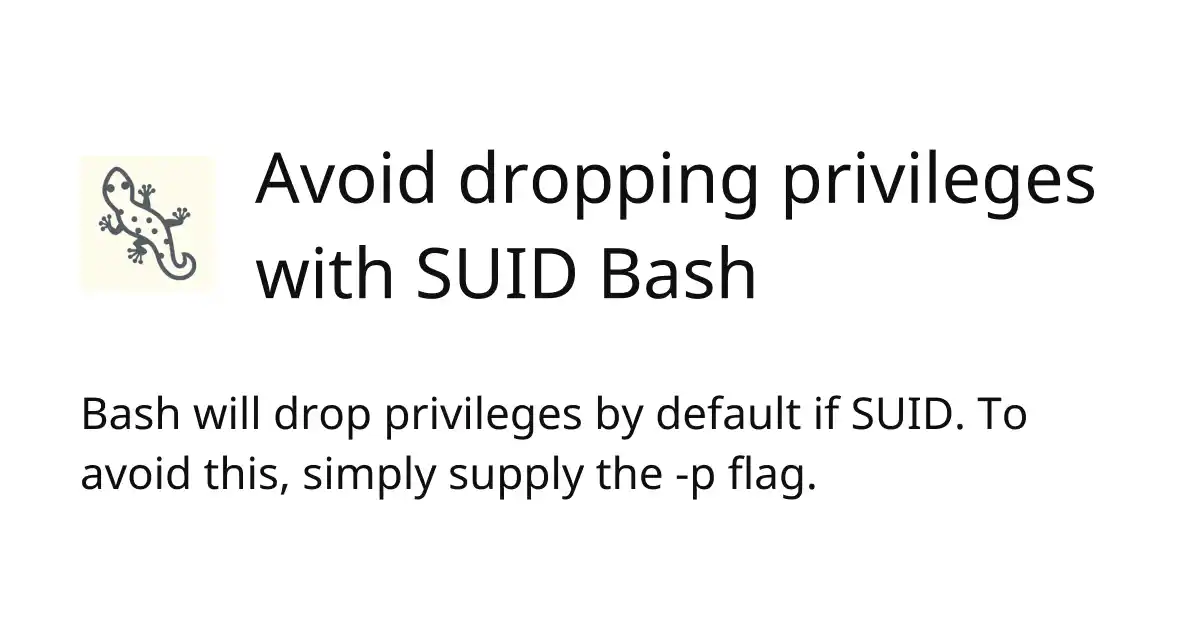 Avoid dropping privileges
with SUID Bash
Bash will drop privileges by default if SUID. To
avoid this, simply supply the -p flag.